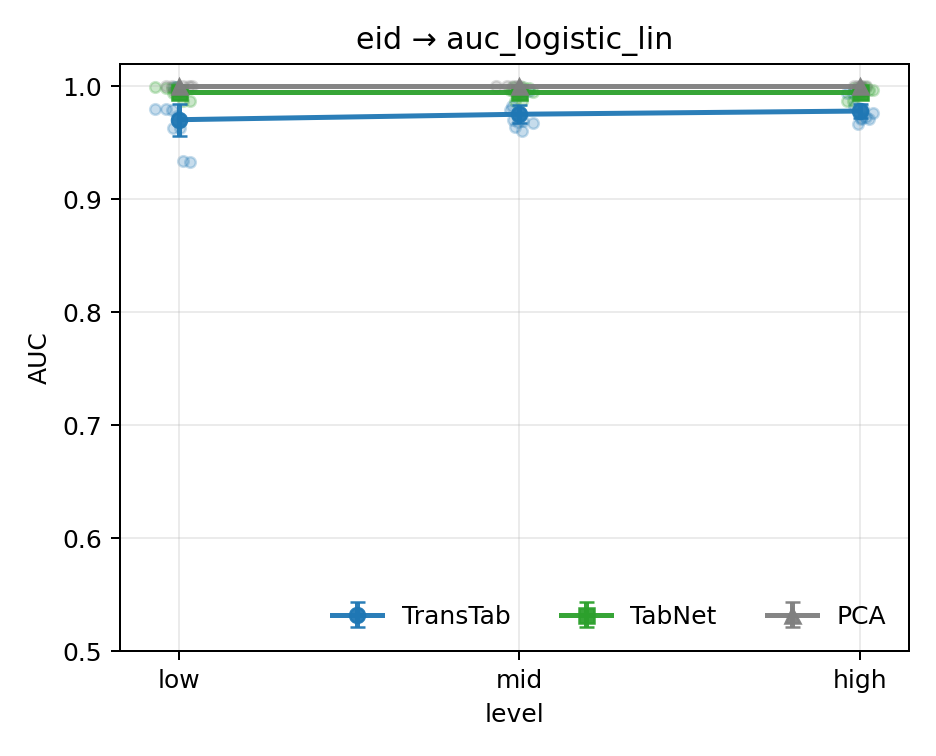 eid → auc_logistic_lin
1.0
0.9
0.8
0.7
0.6
0.5
AUC
TransTab TabNet PCA
low mid high
level